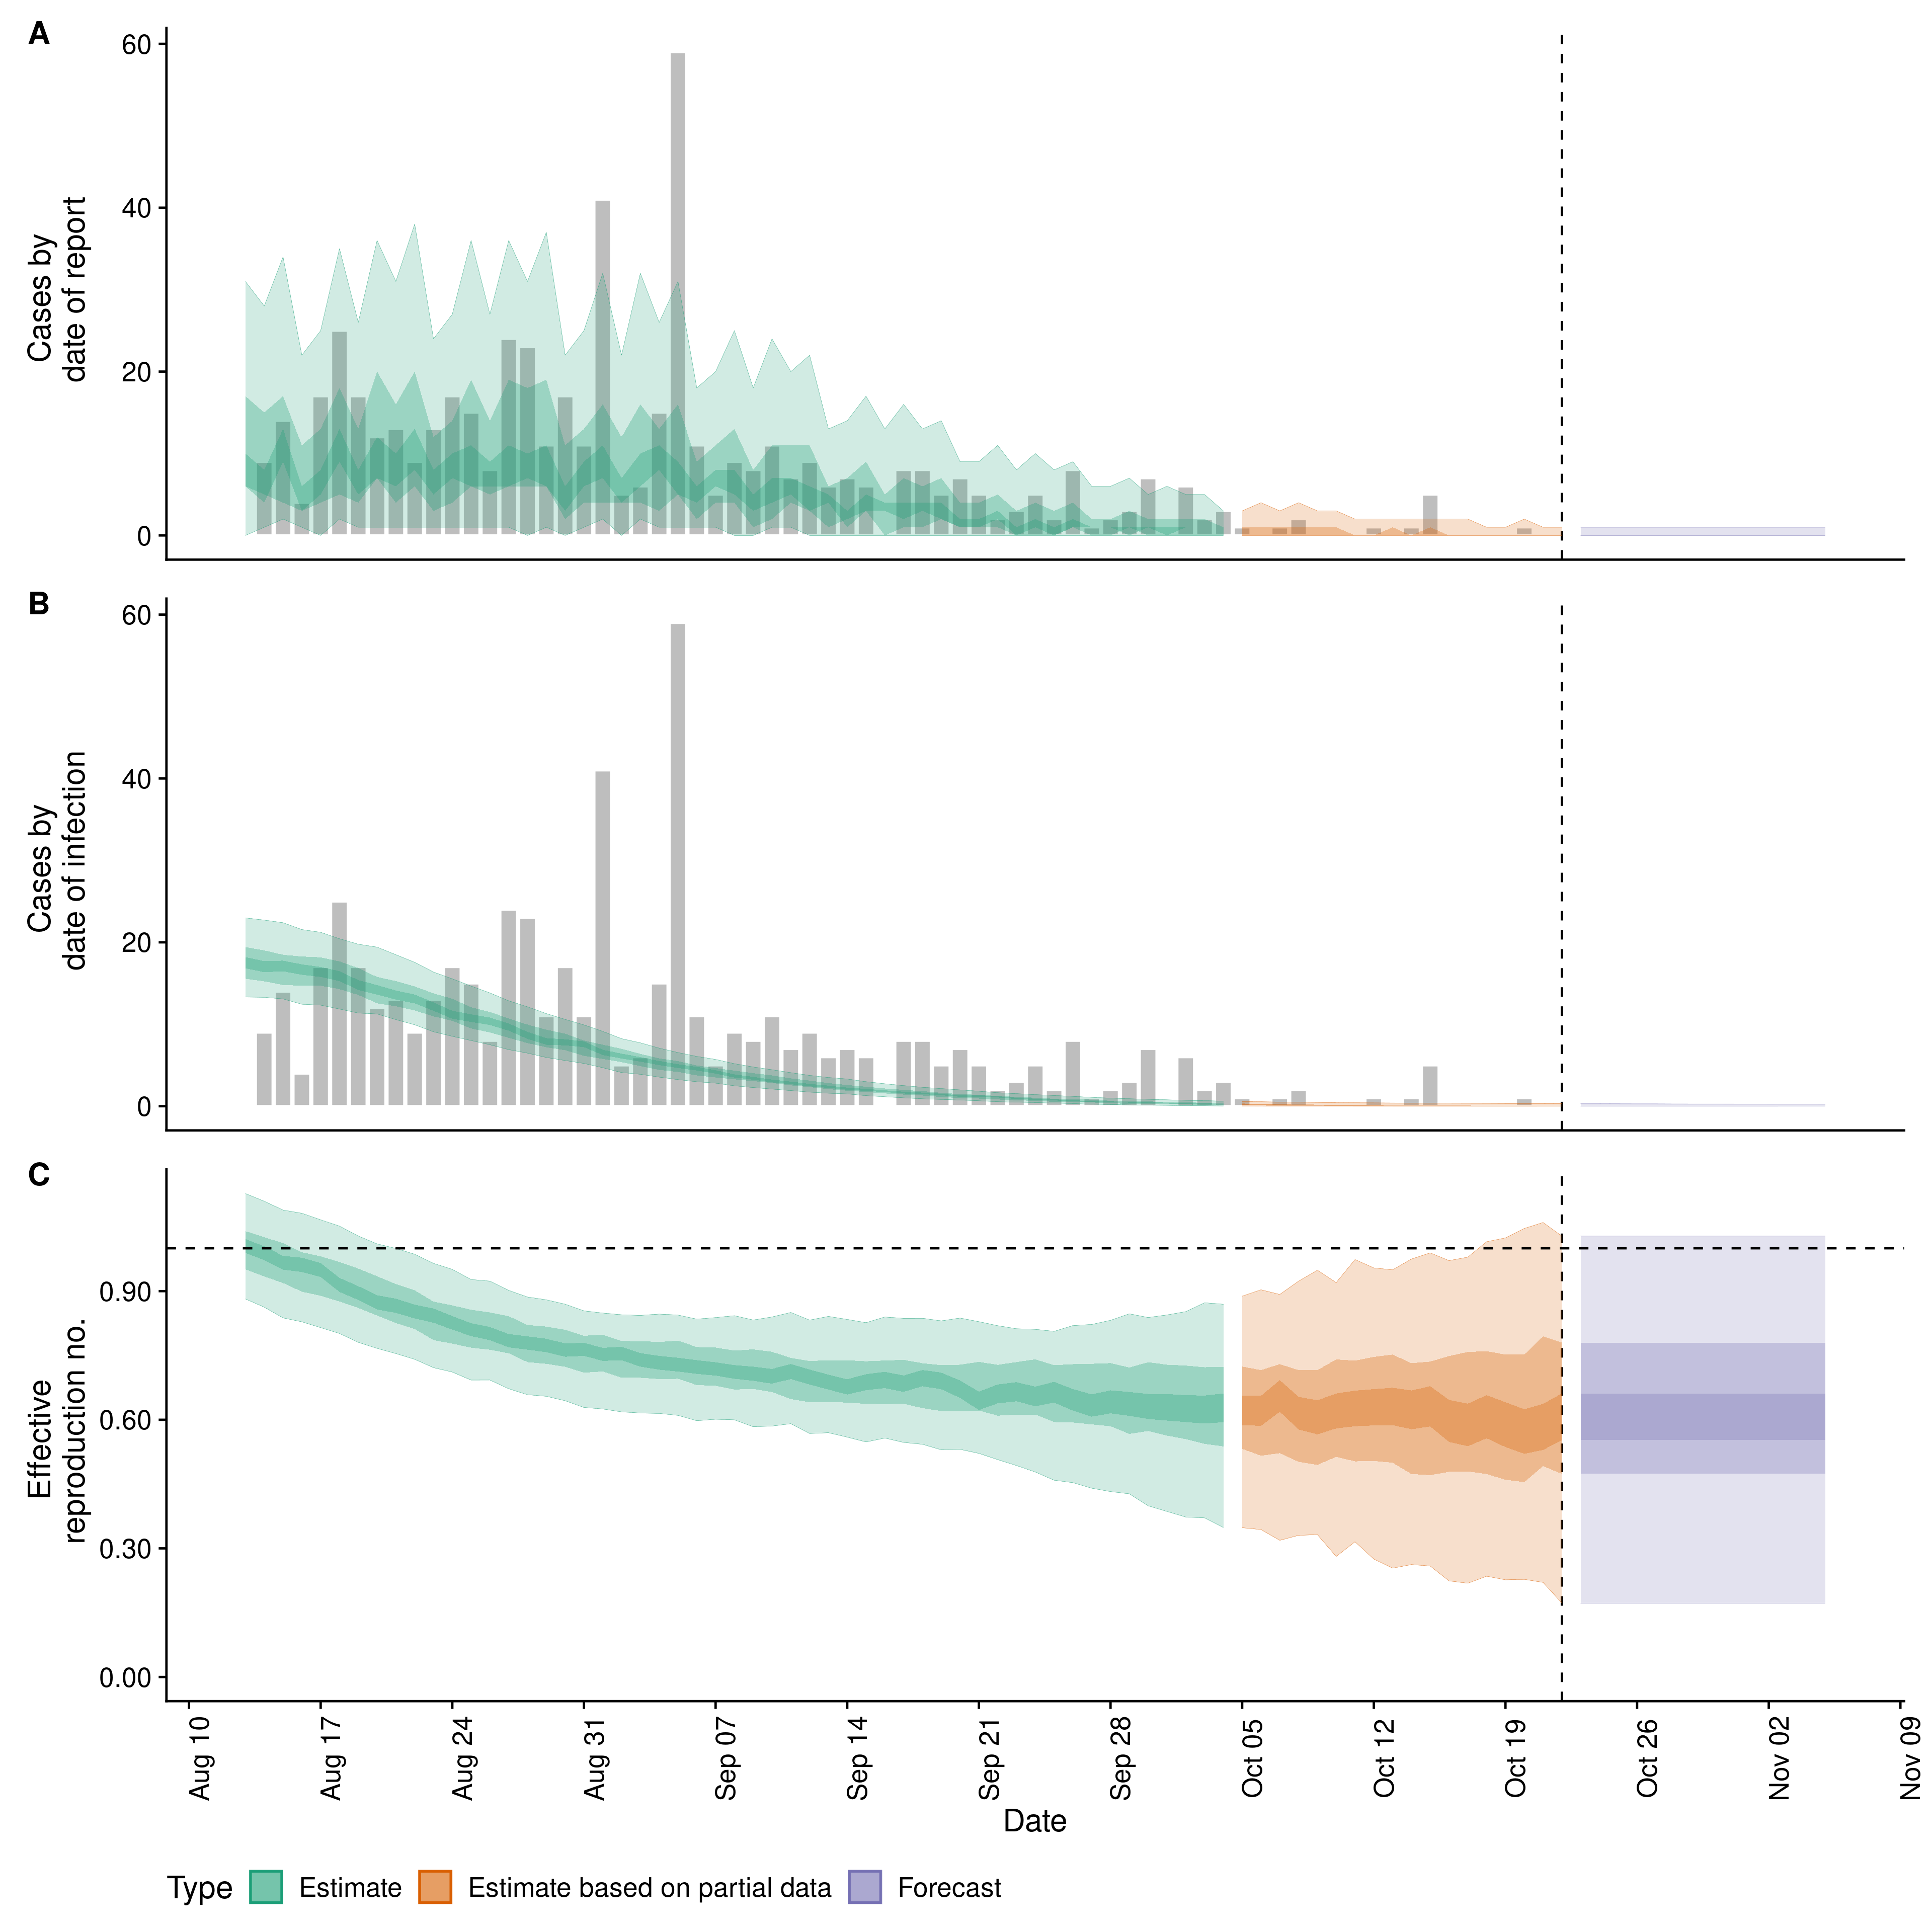 A
60
40
20
0
Cases by
date of report
B
60
40
20
0
Cases by
date of infection
C
0.90
0.60
0.30
0.00
Effective
reproduction no.
Aug 10
Aug 17
Aug 24
Aug 31
Sep 07
Sep 14
Sep 21
Sep 28
Oct 05
Oct 12
Oct 19
Oct 26
Nov 02
Nov 09
Date
Type Estimate Estimate based on partial data Forecast